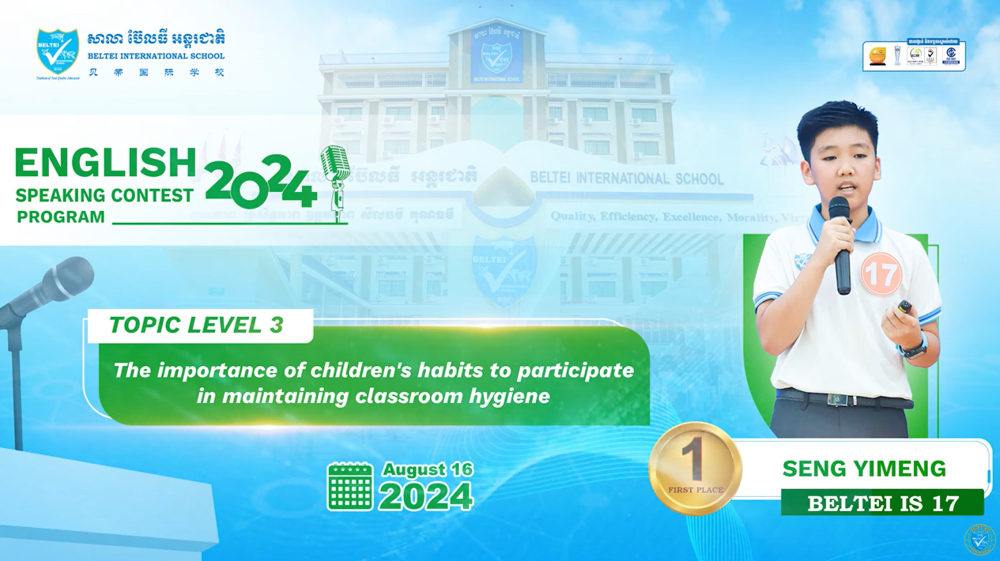 សាលា ប៊ែលធី អន្តរជាតិ
BELTEI INTERNATIONAL SCHOOL
贝蒂国际学校
ENGLISH
SPEAKING CONTEST
PROGRAM
2024
BELTEI INTERNATIONAL SCHOOL
Quality, Efficiency, Excellence, Morality,
BELTEI
17
TOPIC LEVEL 3
The importance of children's habits to participate
in maintaining classroom hygiene
August 16
2024
1
FIRST PLACE
SENG YIMENG
BELTEI IS 17